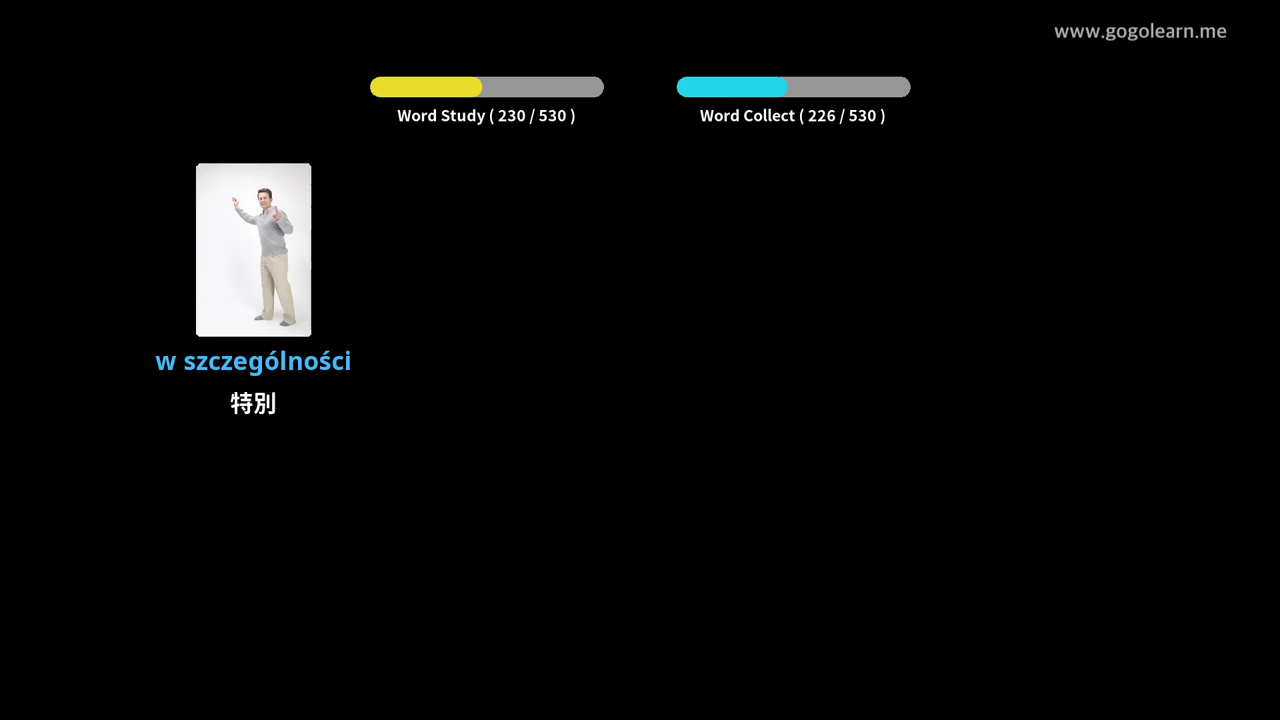 www.gogolearn.me
Word Study ( 230 / 530 )
Word Collect ( 226 / 530 )
w szczególności
特別